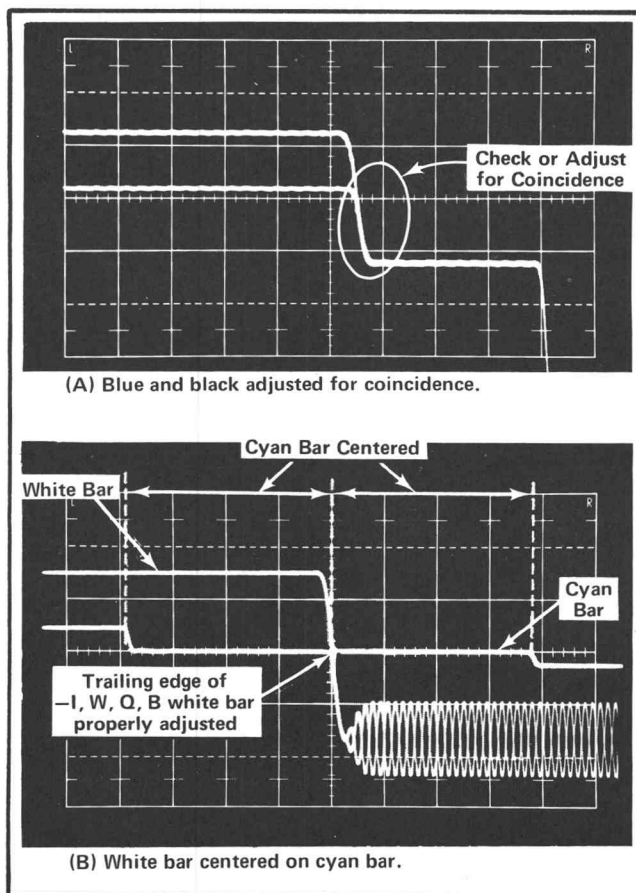 L
R
Check or Adjust
for Coincidence
(A) Blue and black adjusted for coincidence.
Cyan Bar Centered
White Bar
L
R
Cyan
Bar
Trailing edge of
—I, W, Q, B white bar
properly adjusted
(B) White bar centered on cyan bar.